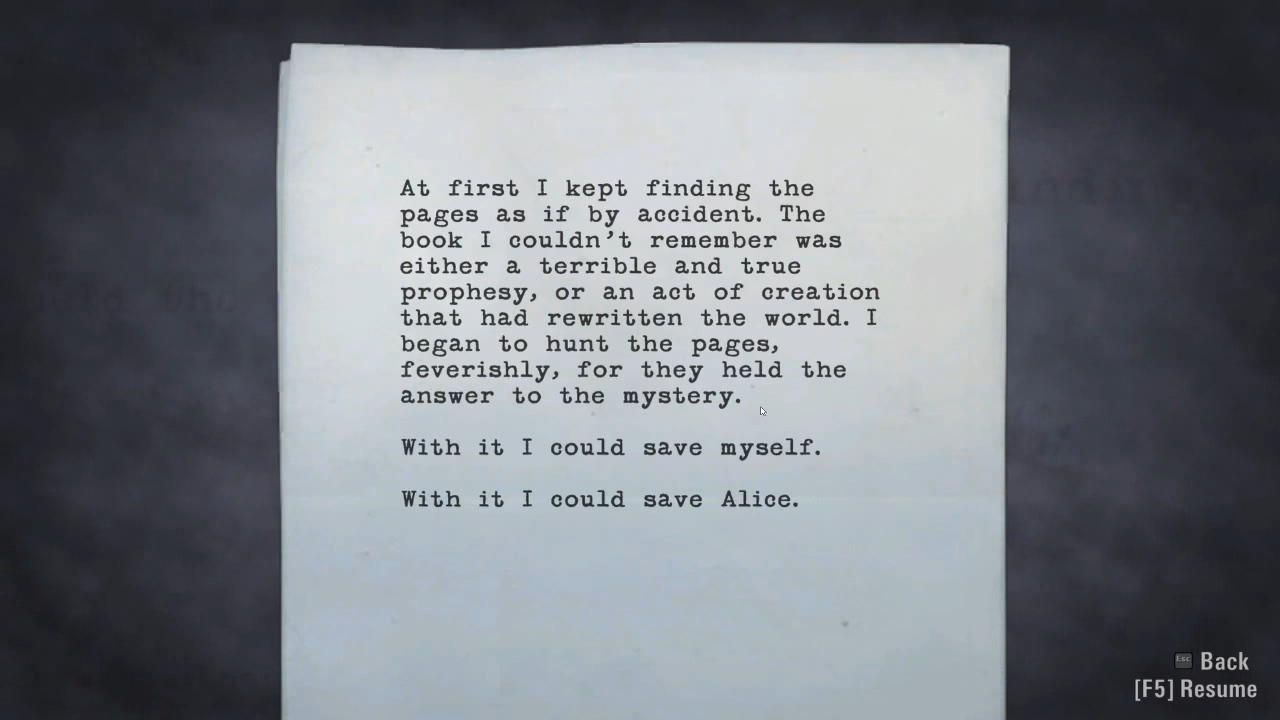 At first I kept finding the
pages as if by accident. The
book I couldn't remember was
either a terrible and true
prophesy, or an act of creation
that had rewritten the world. I
began to hunt the pages,
feverishly, for they held the
answer to the mystery.
With it I could save myself.
With it I could save Alice.
Esc Back
[F5] Resume